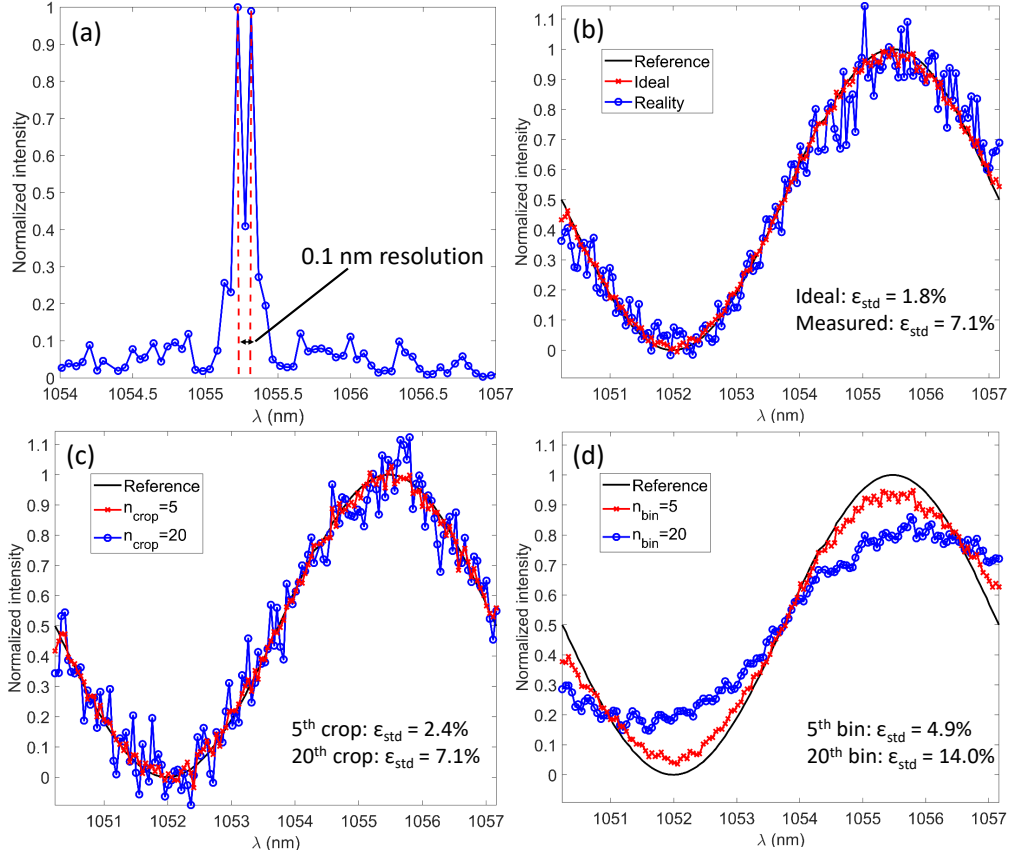 (a)
1
0.9
0.8
0.7
0.6
0.5
0.4
0.3
0.2
0.1
0
Normalized intensity
0.1 nm resolution
1054
1054.5
1055
1055.5
1056
1056.5
1057
λ (nm)
(b)
Reference
Ideal
Reality
1.1
1
0.9
0.8
0.7
0.6
0.5
0.4
0.3
0.2
0.1
0
Normalized intensity
Ideal: ε_std = 1.8%
Measured: ε_std = 7.1%
1051
1052
1053
1054
1055
1056
1057
λ (nm)
(c)
Reference
n_crop=5
n_crop=20
1.1
1
0.9
0.8
0.7
0.6
0.5
0.4
0.3
0.2
0.1
0
Normalized intensity
5th crop: ε_std = 2.4%
20th crop: ε_std = 7.1%
1051
1052
1053
1054
1055
1056
1057
λ (nm)
(d)
Reference
n_bin=5
n_bin=20
1.1
1
0.9
0.8
0.7
0.6
0.5
0.4
0.3
0.2
0.1
0
Normalized intensity
5th bin: ε_std = 4.9%
20th bin: ε_std = 14.0%
1051
1052
1053
1054
1055
1056
1057
λ (nm)